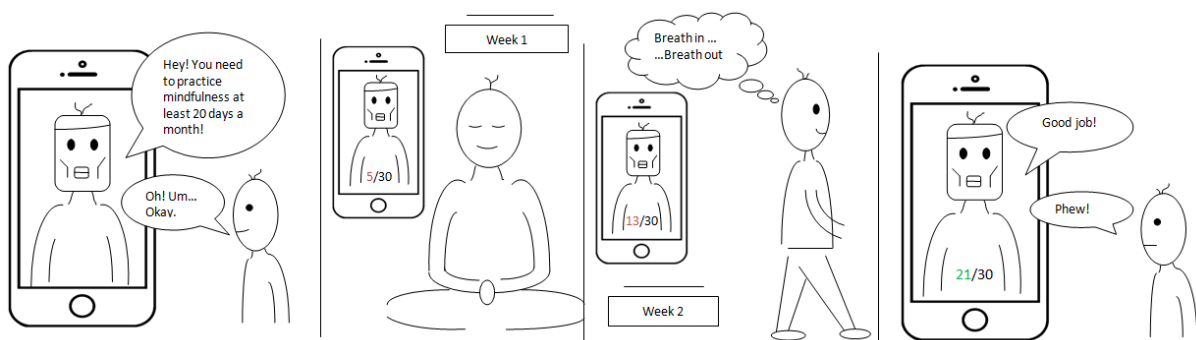 Hey! You need
to practice
mindfulness at
least 20 days a
month!
Oh! Um...
Okay.
Week 1
5/30
Breath in ...
...Breath out
13/30
Week 2
Good job!
Phew!
21/30